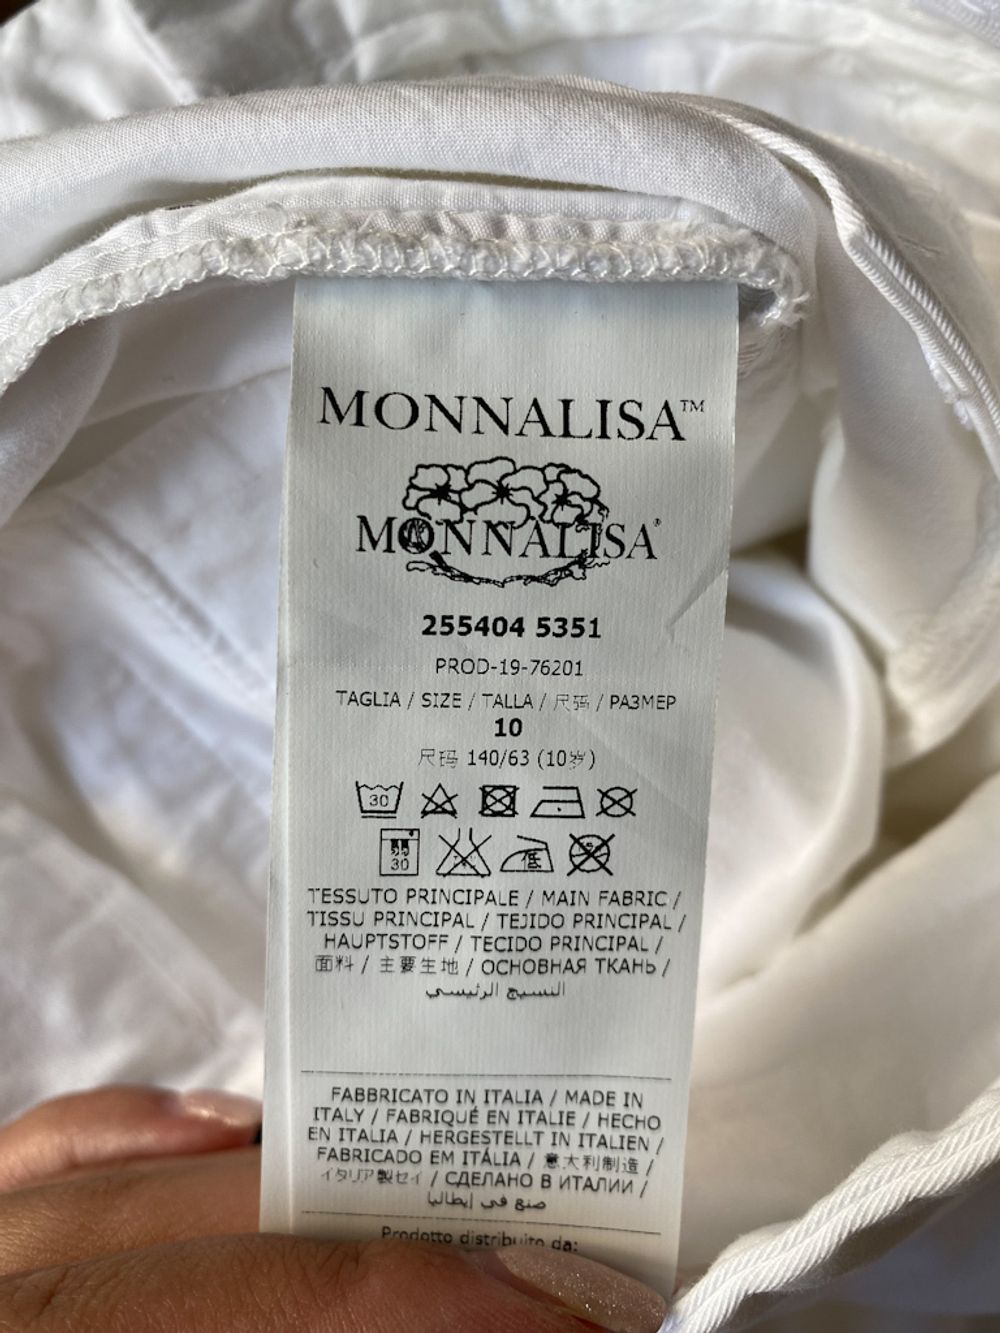 MONNALISA™
MONNALISA®
255404 5351
PROD-19-76201
TAGLIA / SIZE / TALLA / 尺码 / РАЗМЕР
10
尺码 140/63 (10岁)
30
30 低
TESSUTO PRINCIPALE / MAIN FABRIC /
TISSU PRINCIPAL / TEJIDO PRINCIPAL /
HAUPTSTOFF / TECIDO PRINCIPAL /
面料 / 主要生地 / ОСНОВНАЯ ТКАНЬ /
النسيج الرئيسي
FABBRICATO IN ITALIA / MADE IN
ITALY / FABRIQUÉ EN ITALIE / HECHO
EN ITALIA / HERGESTELLT IN ITALIEN /
FABRICADO EM ITÁLIA / 意大利制造 /
イタリア製セイ / СДЕЛАНО В ИТАЛИИ /
صنع في إيطاليا
Prodotto distribuito da: